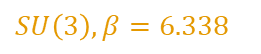 SU(3), β = 6.338